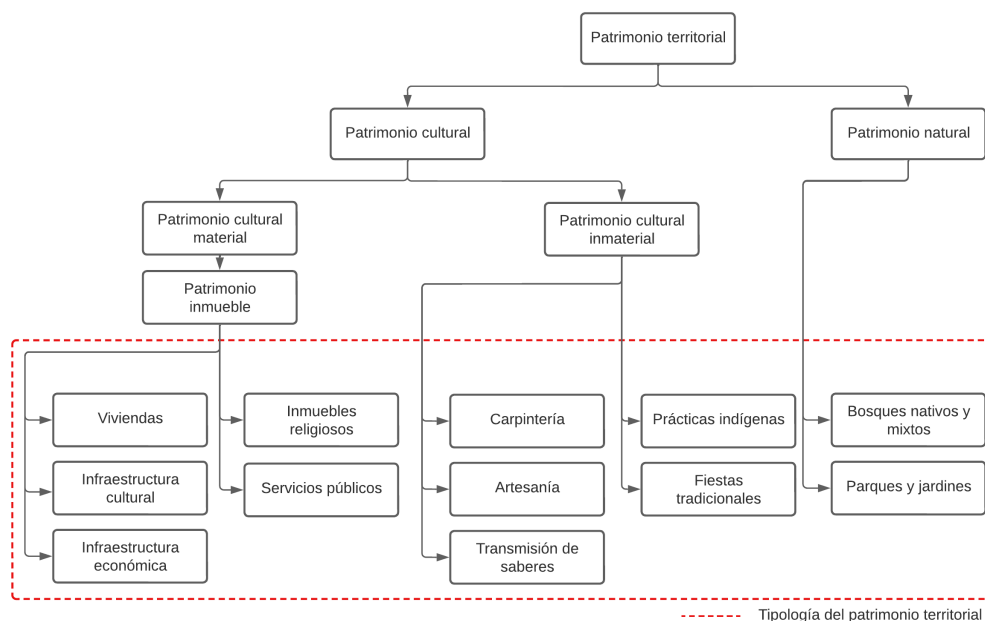 Patrimonio territorial
Patrimonio cultural
Patrimonio natural
Patrimonio cultural
material
Patrimonio cultural
inmaterial
Patrimonio
inmueble
Viviendas
Inmuebles
religiosos
Carpintería
Prácticas indígenas
Bosques nativos y
mixtos
Infraestructura
cultural
Servicios públicos
Artesanía
Fiestas
tradicionales
Parques y jardines
Infraestructura
económica
Transmisión de
saberes
Tipología del patrimonio territorial